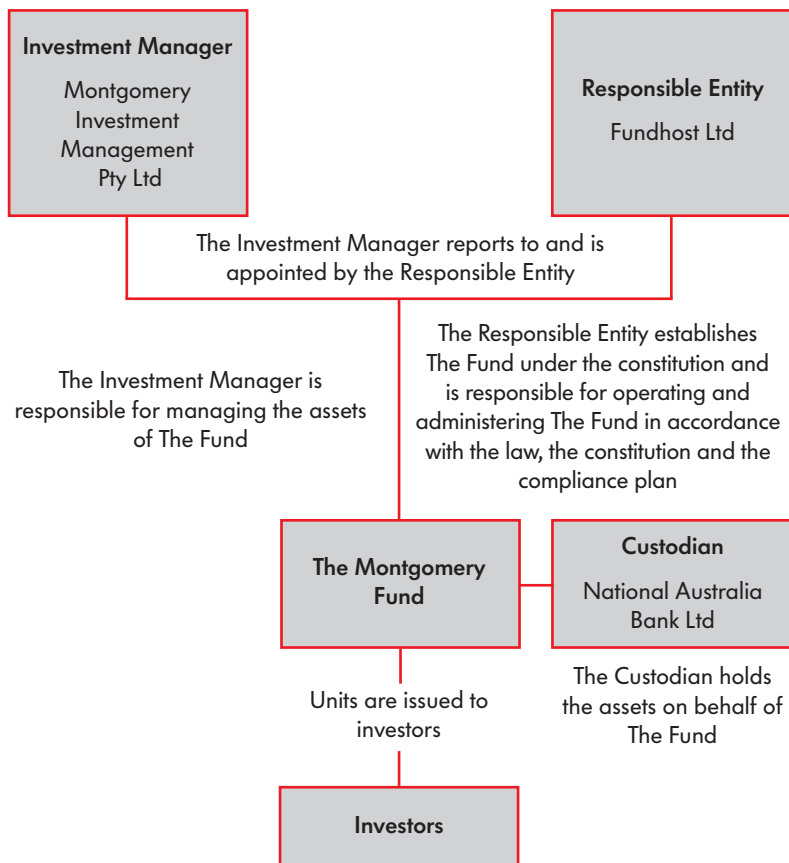 Investment Manager
Montgomery
Investment
Management
Pty Ltd
Responsible Entity
Fundhost Ltd
The Investment Manager reports to and is
appointed by the Responsible Entity
The Investment Manager is
responsible for managing the assets
of The Fund
The Responsible Entity establishes
The Fund under the constitution and
is responsible for operating and
administering The Fund in accordance
with the law, the constitution and the
compliance plan
The Montgomery
Fund
Custodian
National Australia
Bank Ltd
The Custodian holds
the assets on behalf of
The Fund
Units are issued to
investors
Investors